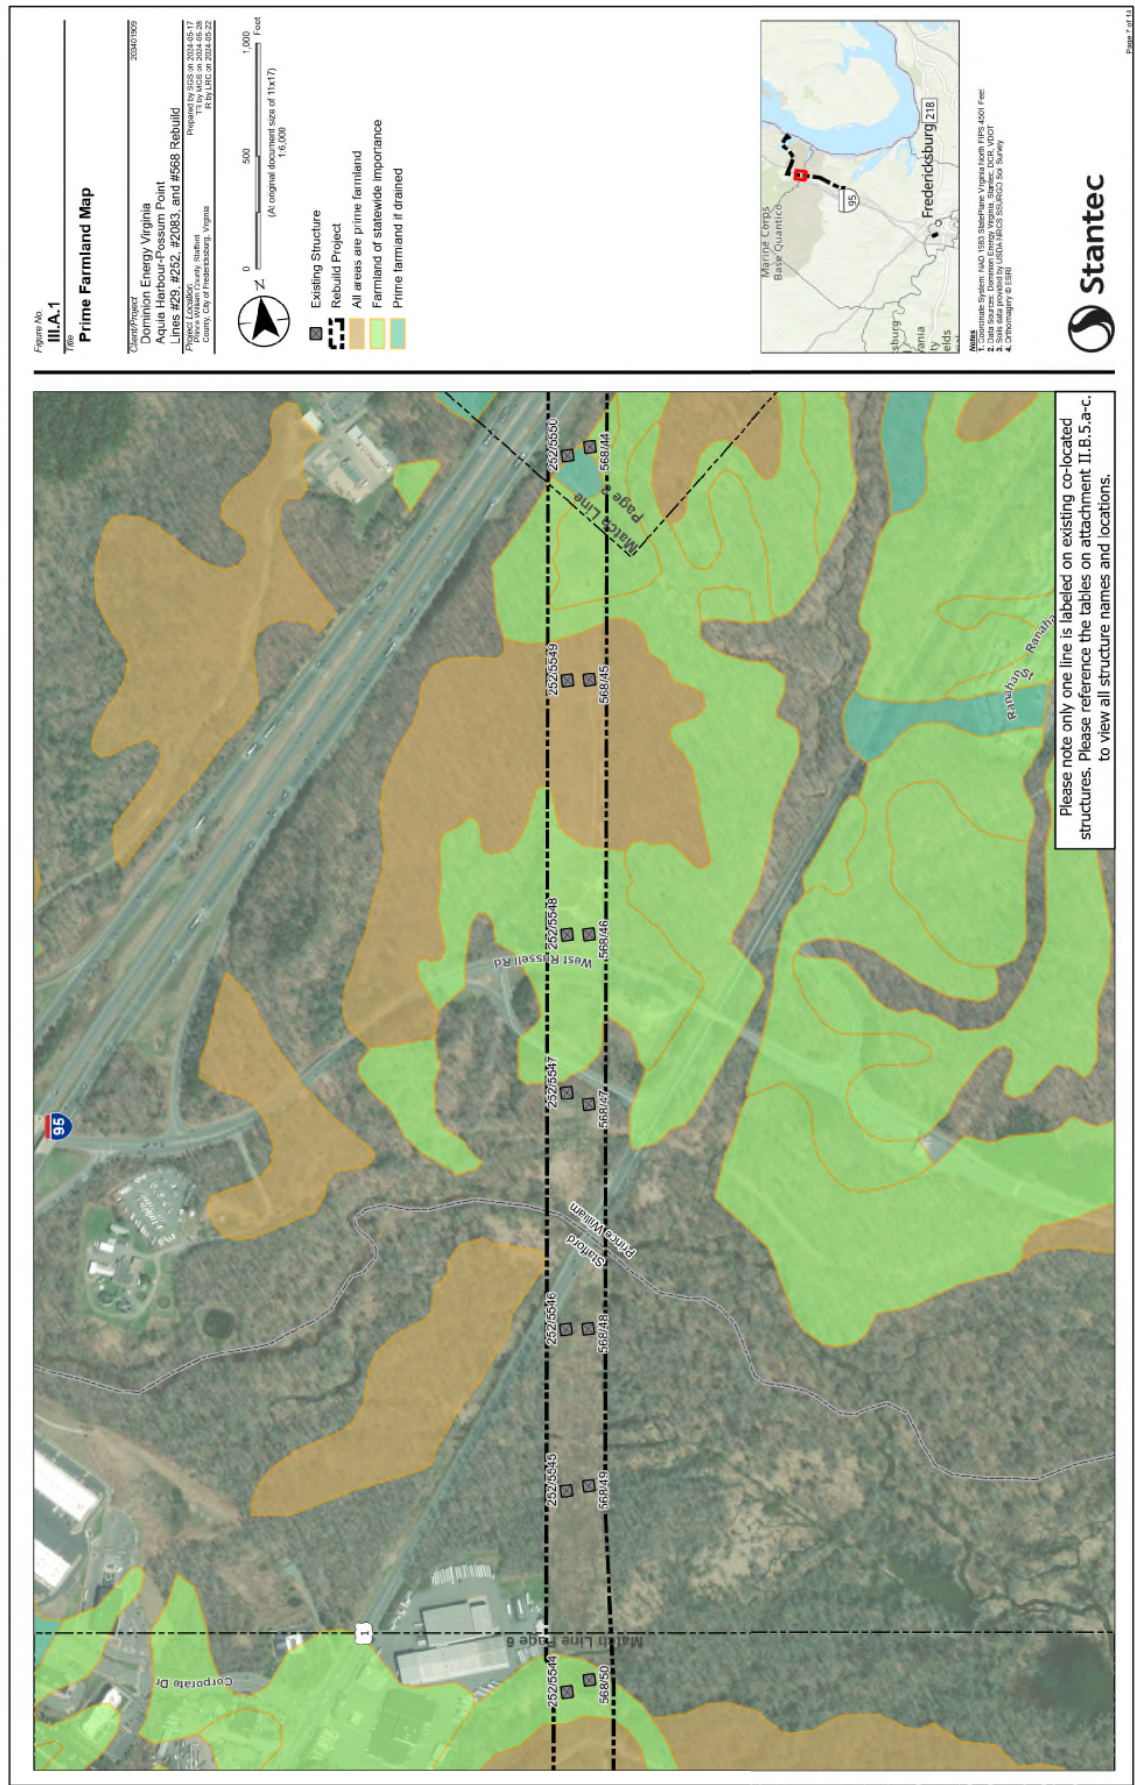 Figure No.
III.A.1
Title
Prime Farmland Map
Client/Project
203401909
Dominion Energy Virginia
Aquia Harbour-Possum Point
Lines #29, #252, #2083, and #568 Rebuild
Project Location
Prince William County, Stafford
County, City of Fredericksburg, Virginia
Prepared by SGS on 2024-05-17
TR by MGS on 2024-05-28
IR by LRC on 2024-05-22
N
0 500 1,000
Feet
(At original document size of 11x17)
1:6,000
Existing Structure
Rebuild Project
All areas are prime farmland
Farmland of statewide importance
Prime farmland if drained
Marine Corps
Base Quantico
95
Fredericksburg
218
sburg
vania
ty
elds
Notes
1. Coordinate System: NAD 1983 StatePlane Virginia North FIPS 4501 Feet
2. Data Sources: Dominion Energy Virginia, Stantec, DCR, VDOT
3. Soils data provided by USDA NRCS SSURGO Soil Survey
4. Orthoimagery © ESRI
Stantec
Page 7 of 14
95
1
Corporate Dr
Match Line Page 6
252/5544
568/50
252/5545
568/49
252/5546
568/48
Stafford
Prince William
252/5547
568/47
West Russell Rd
252/5548
568/46
252/5549
568/45
252/5550
568/44
Match Line
Page 8
Ranahan St
Ranaha
Please note only one line is labeled on existing co-located
structures. Please reference the tables on attachment II.B.5.a-c.
to view all structure names and locations.